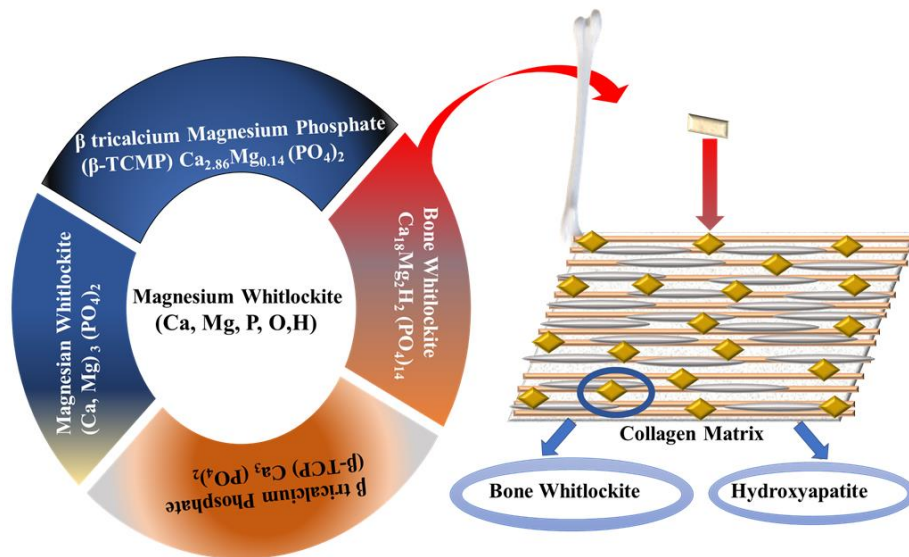 β tricalcium Magnesium Phosphate
(β-TCMP) Ca₂.₈₆Mg₀.₁₄ (PO₄)₂
Bone Whitlockite
Ca₁₈Mg₂H₂ (PO₄)₁₄
β tricalcium Phosphate
(β-TCP) Ca₃ (PO₄)₂
Magnesian Whitlockite
(Ca, Mg) ₃ (PO₄)₂
Magnesium Whitlockite
(Ca, Mg, P, O,H)
Collagen Matrix
Bone Whitlockite
Hydroxyapatite